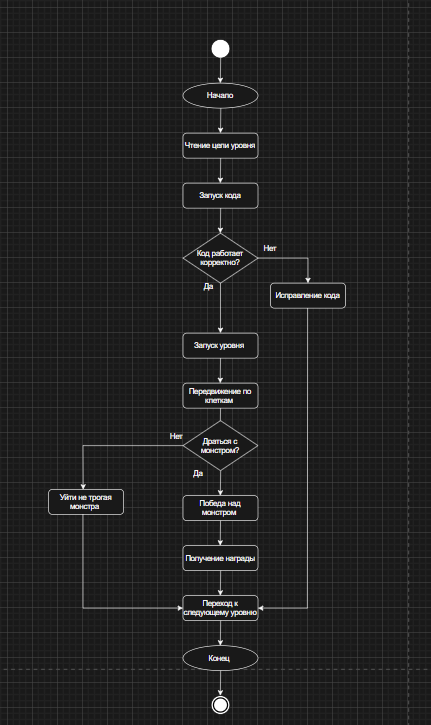 Начало
Чтение цели уровня
Запуск кода
Код работает
корректно?
Нет
Да
Исправление кода
Запуск уровня
Передвижение по
клеткам
Нет
Драться с
монстром?
Да
Уйти не трогая
монстра
Победа над
монстром
Получение награды
Переход к
следующему уровню
Конец